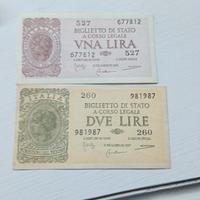 527 677812
BIGLIETTO DI STATO
A CORSO LEGALE
VNA LIRA
677812 527
ITALIA
260 981987
BIGLIETTO DI STATO
A CORSO LEGALE
DVE LIRE
981987 260